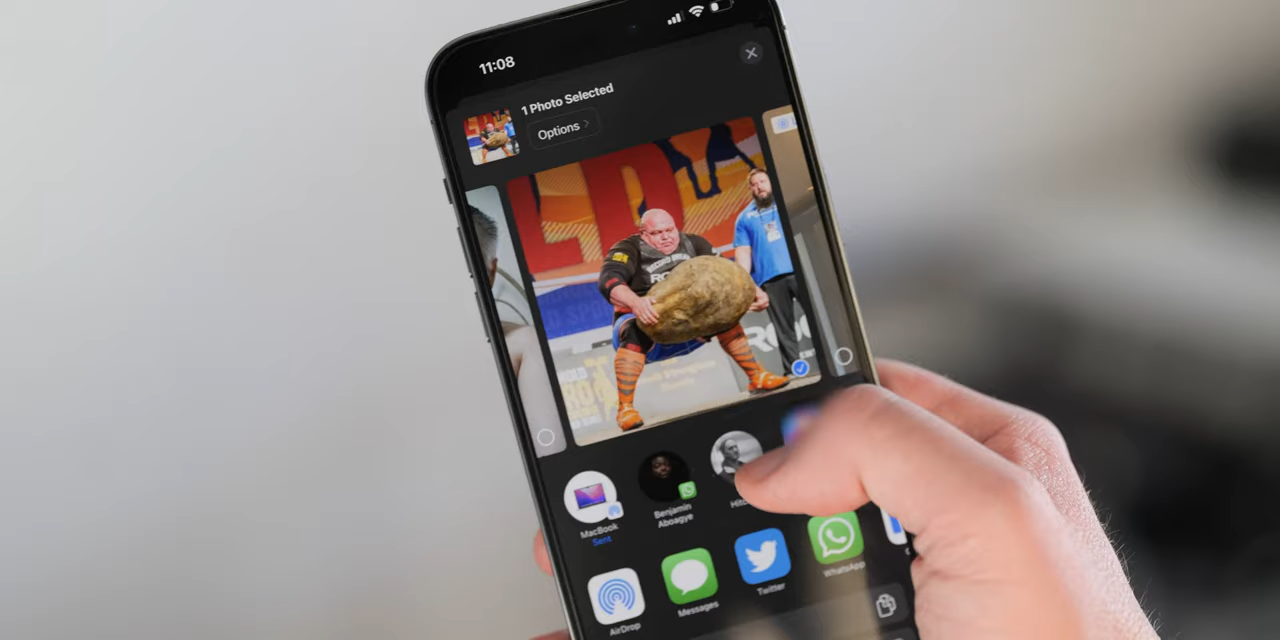 11:08
1 Photo Selected
Options
MacBook
Sent
Benjamin
Aboagye
AirDrop
Messages
Twitter
WhatsApp